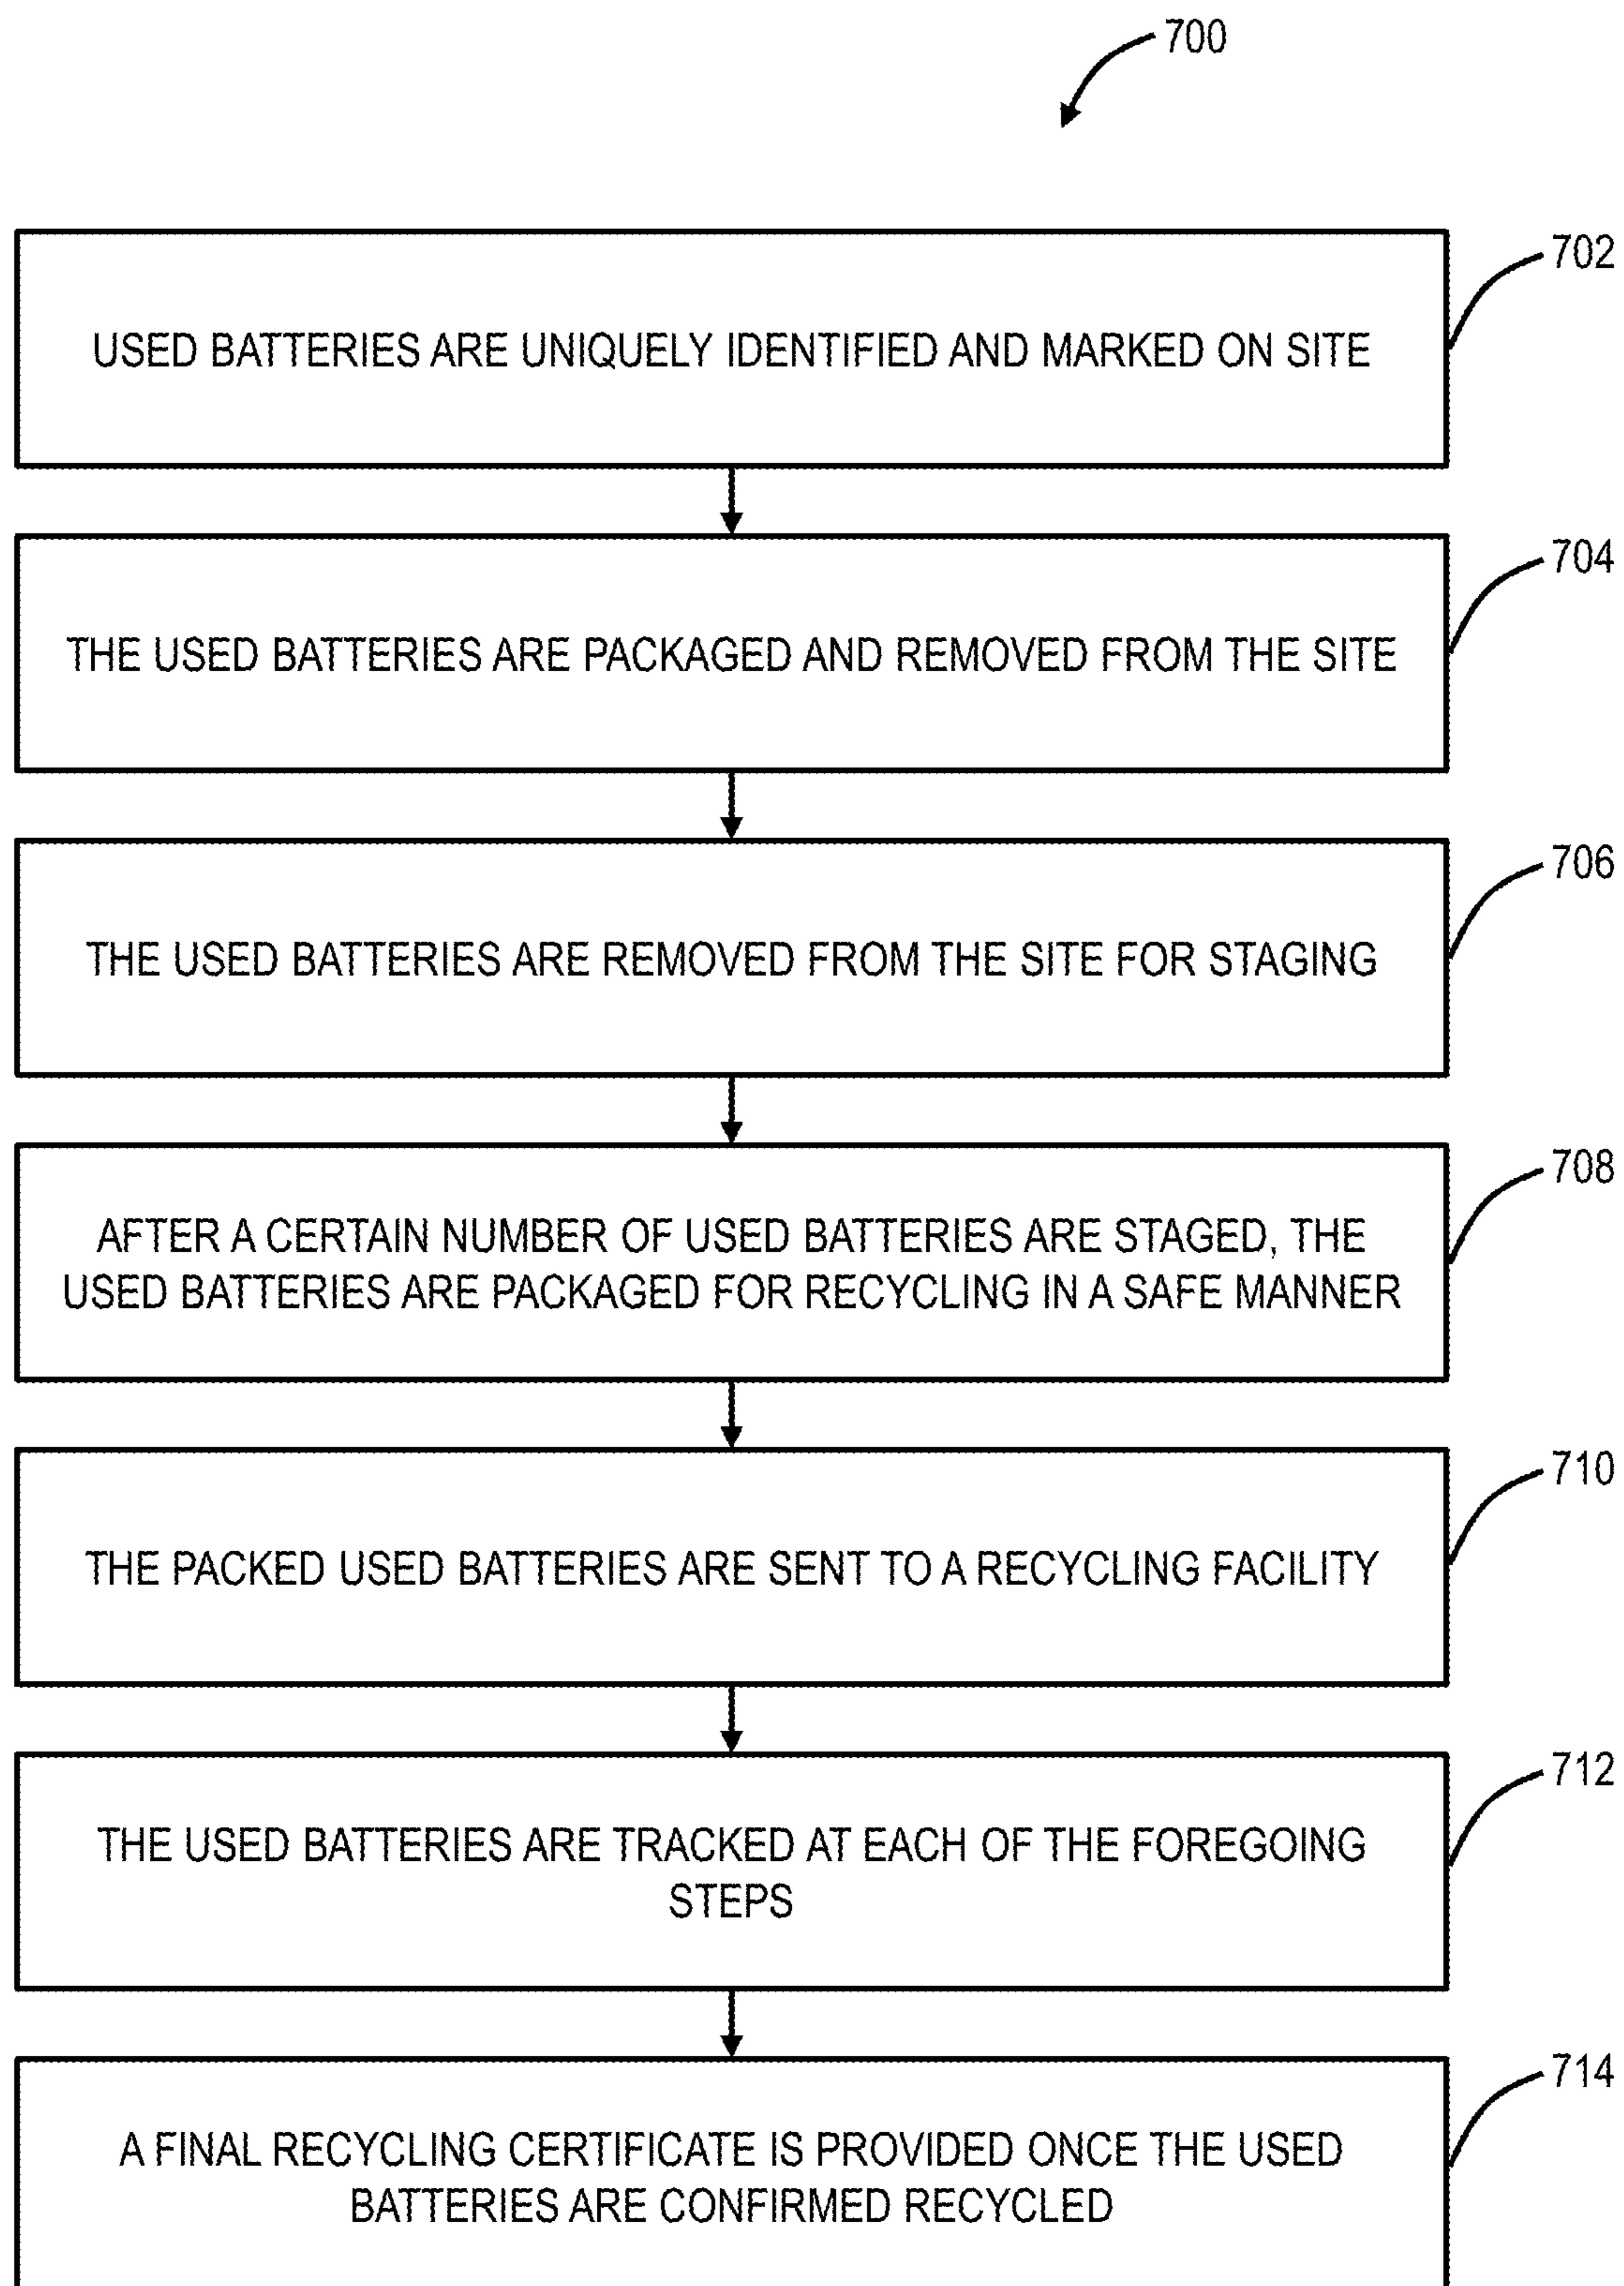 700
702
USED BATTERIES ARE UNIQUELY IDENTIFIED AND MARKED ON SITE
704
THE USED BATTERIES ARE PACKAGED AND REMOVED FROM THE SITE
706
THE USED BATTERIES ARE REMOVED FROM THE SITE FOR STAGING
708
AFTER A CERTAIN NUMBER OF USED BATTERIES ARE STAGED, THE
USED BATTERIES ARE PACKAGED FOR RECYCLING IN A SAFE MANNER
710
THE PACKED USED BATTERIES ARE SENT TO A RECYCLING FACILITY
712
THE USED BATTERIES ARE TRACKED AT EACH OF THE FOREGOING
STEPS
714
A FINAL RECYCLING CERTIFICATE IS PROVIDED ONCE THE USED
BATTERIES ARE CONFIRMED RECYCLED